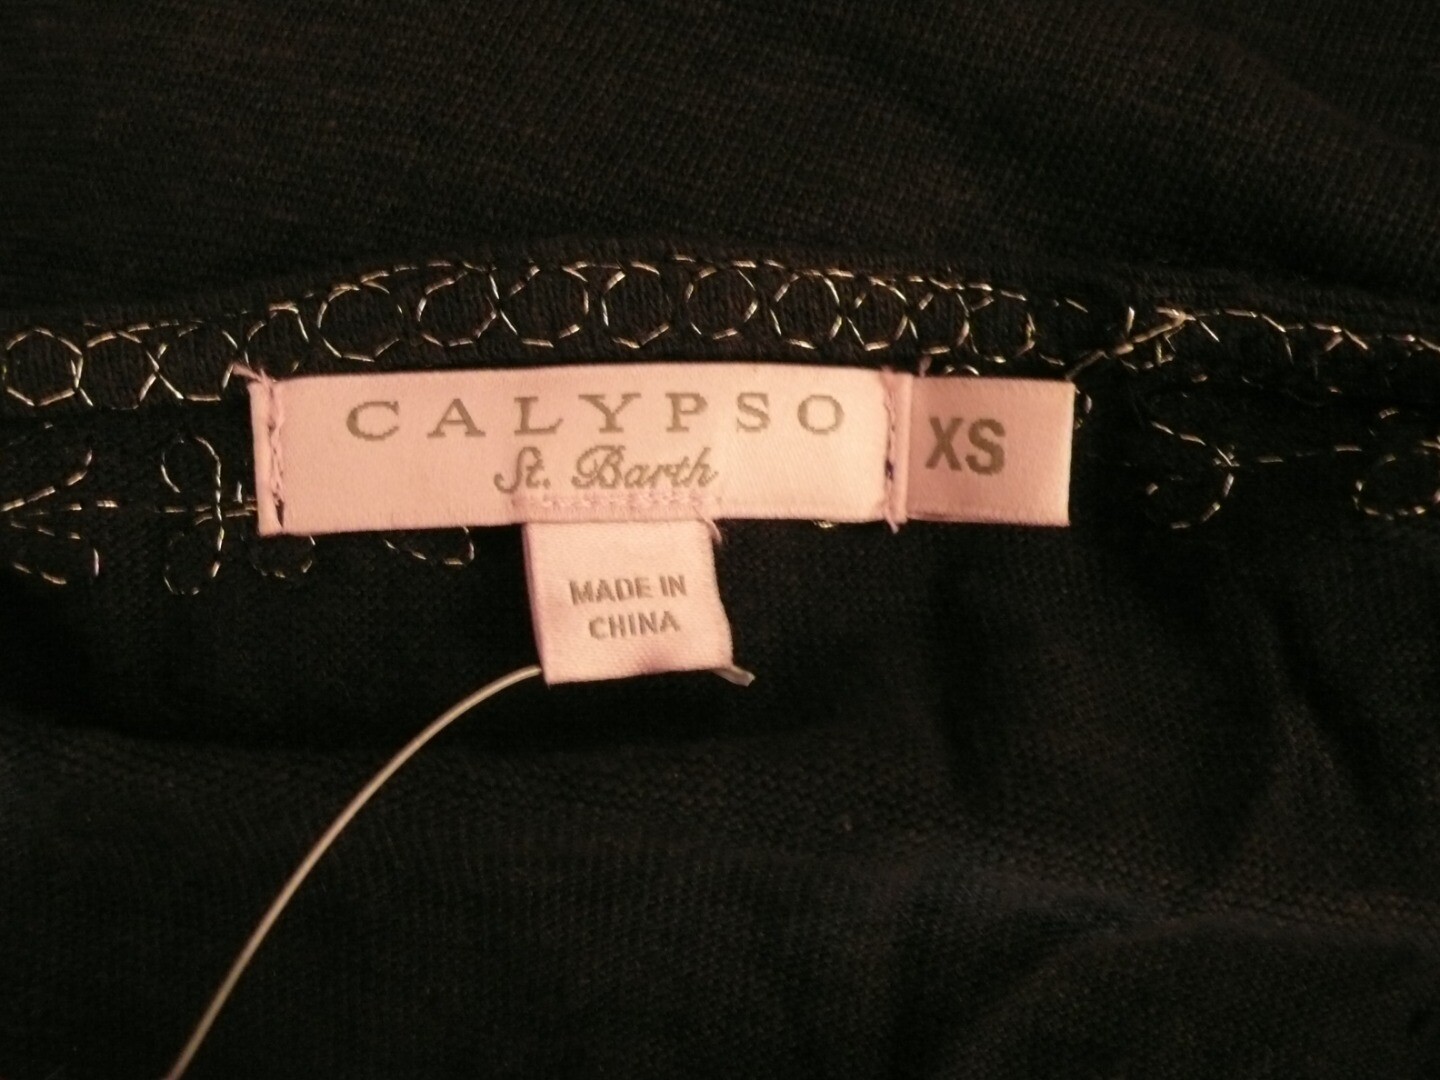 CALYPSO
St. Barth
XS
MADE IN
CHINA